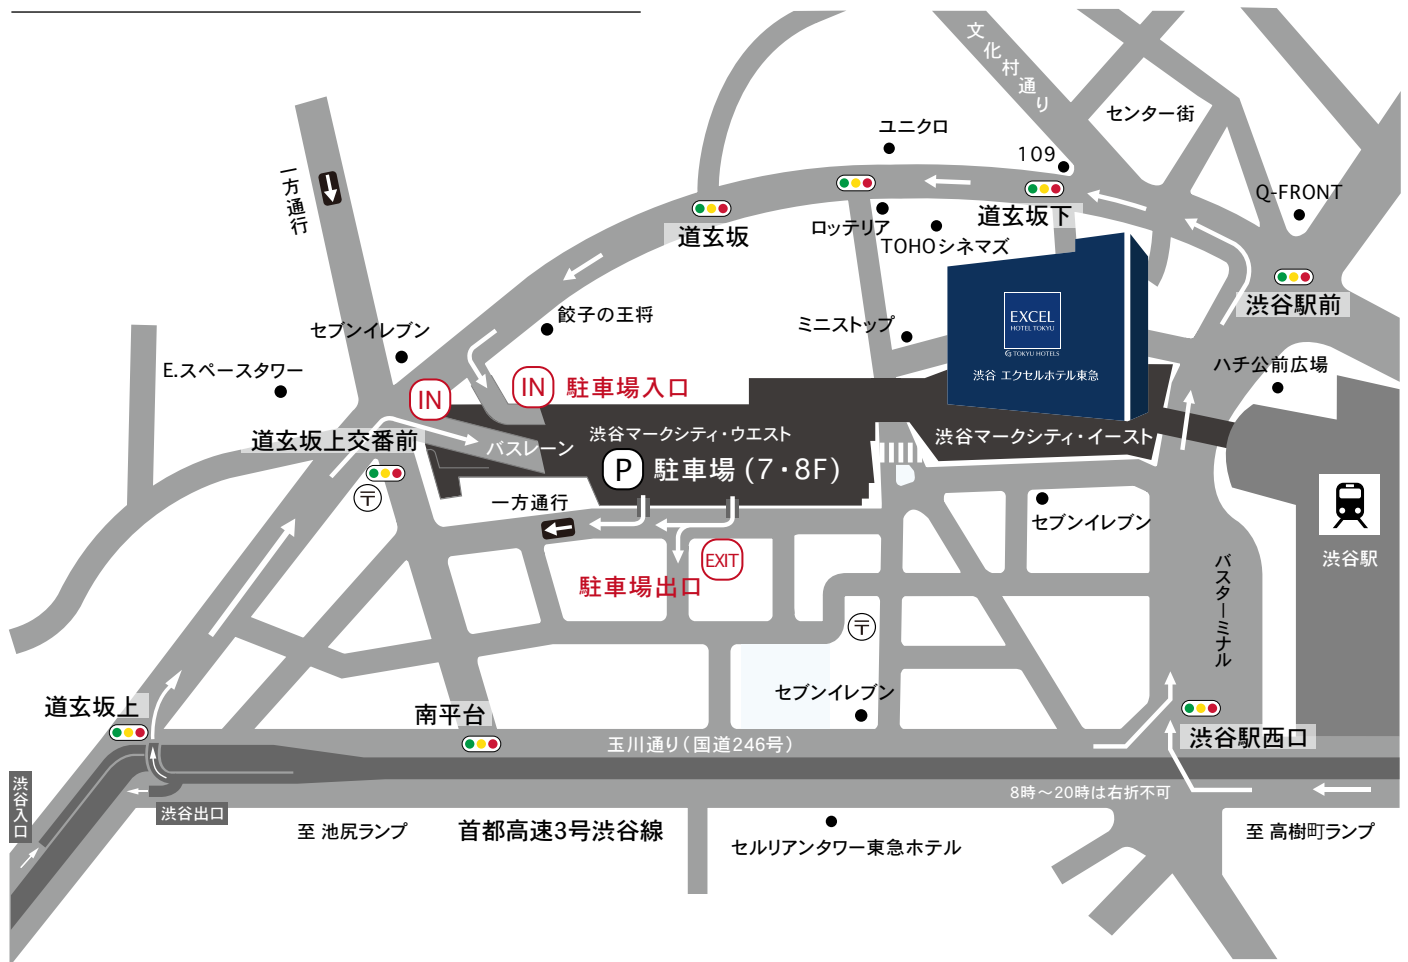 文化村通り
センター街
ユニクロ
109
一方通行
Q-FRONT
道玄坂下
ロッテリア
道玄坂
TOHOシネマズ
渋谷駅前
EXCEL
HOTEL TOKYU
TOKYU HOTELS
渋谷 エクセルホテル東急
餃子の王将
セブンイレブン
ミニストップ
E.スペースタワー
ハチ公前広場
IN
IN
駐車場入口
道玄坂上交番前
バスレーン
渋谷マークシティ・ウエスト
渋谷マークシティ・イースト
P
駐車場 (7・8F)
〒
一方通行
セブンイレブン
渋谷駅
EXIT
駐車場出口
バスターミナル
〒
セブンイレブン
道玄坂上
南平台
玉川通り(国道246号)
渋谷駅西口
8時～20時は右折不可
渋谷入口
渋谷出口
至 池尻ランプ
首都高速3号渋谷線
セルリアンタワー東急ホテル
至 高樹町ランプ